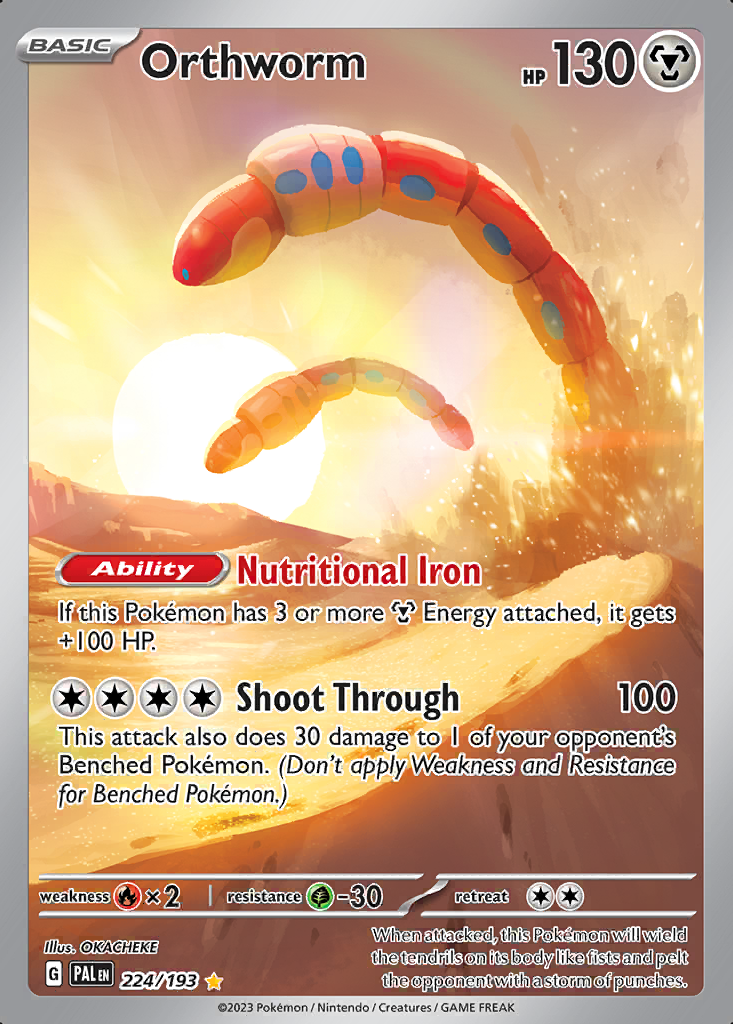 BASIC
Orthworm
HP 130
Ability Nutritional Iron
If this Pokémon has 3 or more Energy attached, it gets
+100 HP.
Shoot Through 100
This attack also does 30 damage to 1 of your opponent's
Benched Pokémon. (Don't apply Weakness and Resistance
for Benched Pokémon.)
weakness ×2 resistance -30 retreat
Illus. OKACHEKE
G PAL EN 224/193
When attacked, this Pokémon will wield
the tendrils on its body like fists and pelt
the opponent with a storm of punches.
©2023 Pokémon / Nintendo / Creatures / GAME FREAK